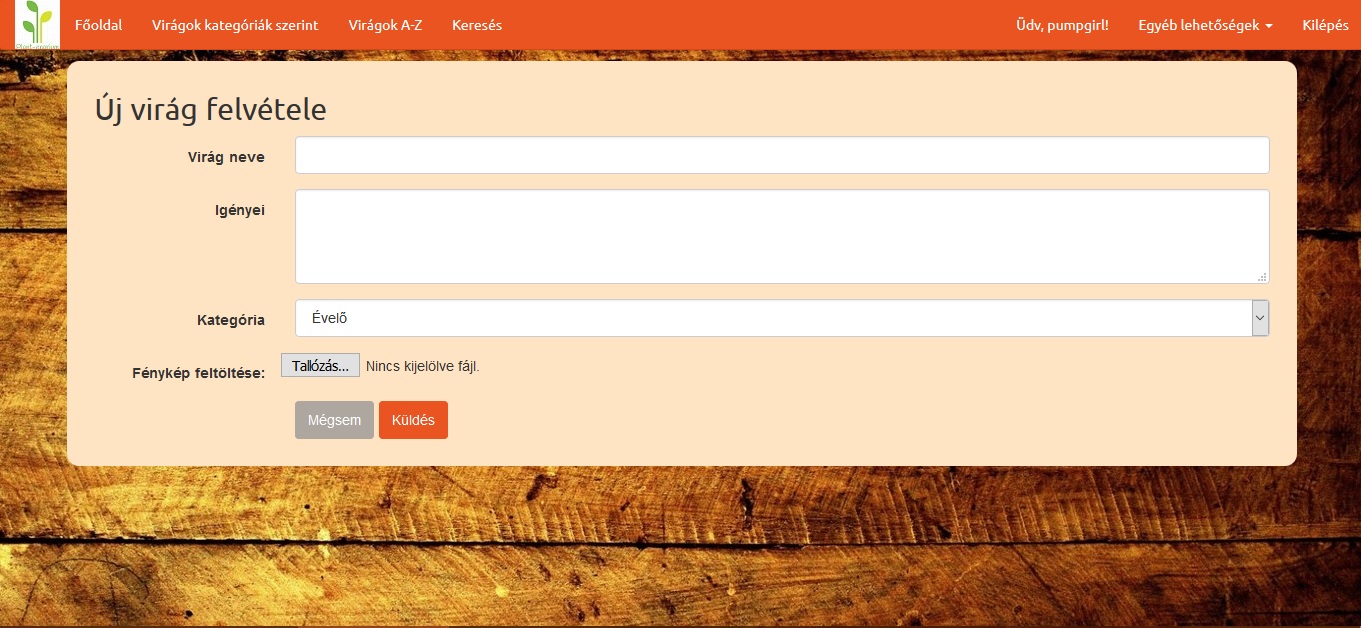 Főoldal Virágok kategóriák szerint Virágok A-Z Keresés Üdv, pumpgirl! Egyéb lehetőségek Kilépés
Új virág felvétele
Virág neve
Igényei
Kategória Évelő
Fénykép feltöltése: Tallózás... Nincs kijelölve fájl.
Mégsem Küldés